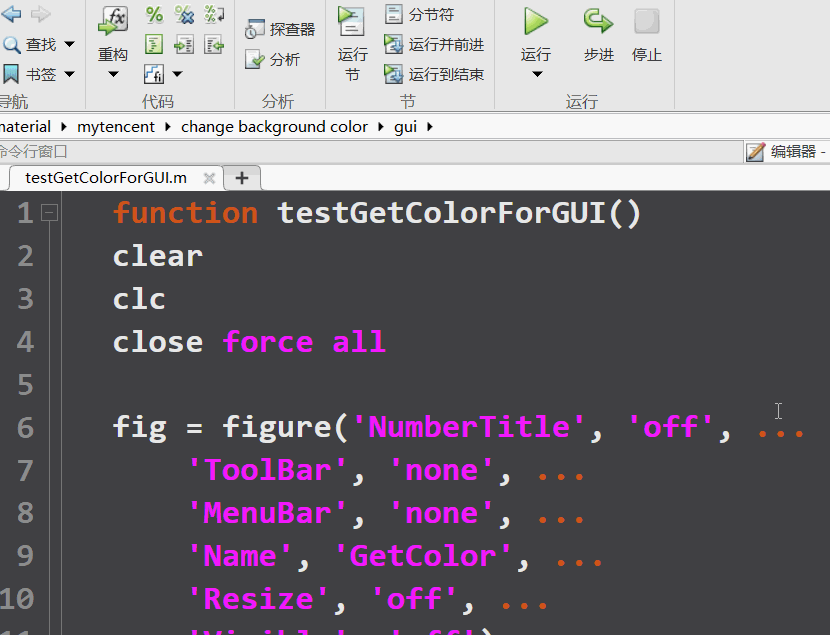 查找
书签
导航
fx
重构
代码
探查器
分析
分析
运行
节
分节符
运行并前进
运行到结束
节
运行
步进
停止
运行
material ▸ mytencent ▸ change background color ▸ gui ▸
命令行窗口
编辑器 -
testGetColorForGUI.m
1 function testGetColorForGUI()
2 clear
3 clc
4 close force all
5
6 fig = figure('NumberTitle', 'off', ...
7 'ToolBar', 'none', ...
8 'MenuBar', 'none', ...
9 'Name', 'GetColor', ...
10 'Resize', 'off', ...